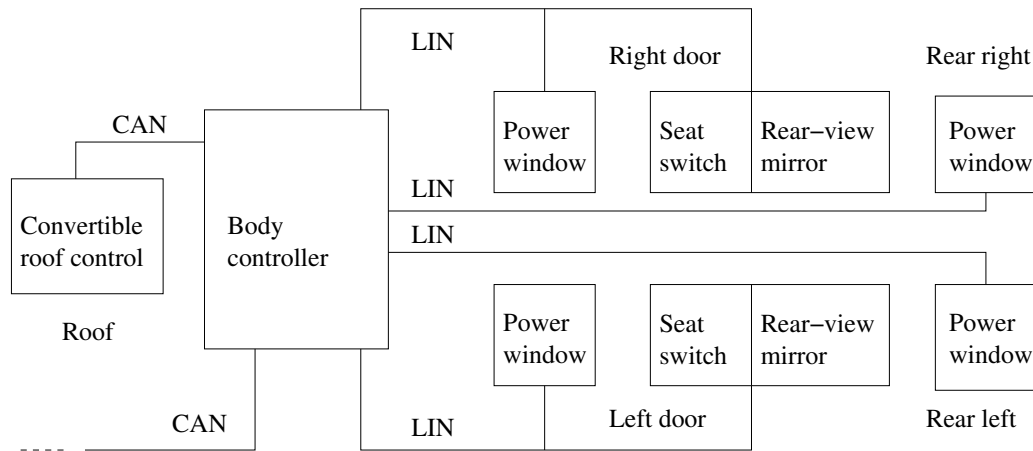 LIN
Right door
Rear right
CAN
Power
window
Seat
switch
Rear−view
mirror
Power
window
LIN
Convertible
roof control
Body
controller
LIN
Roof
Power
window
Seat
switch
Rear−view
mirror
Power
window
CAN
LIN
Left door
Rear left